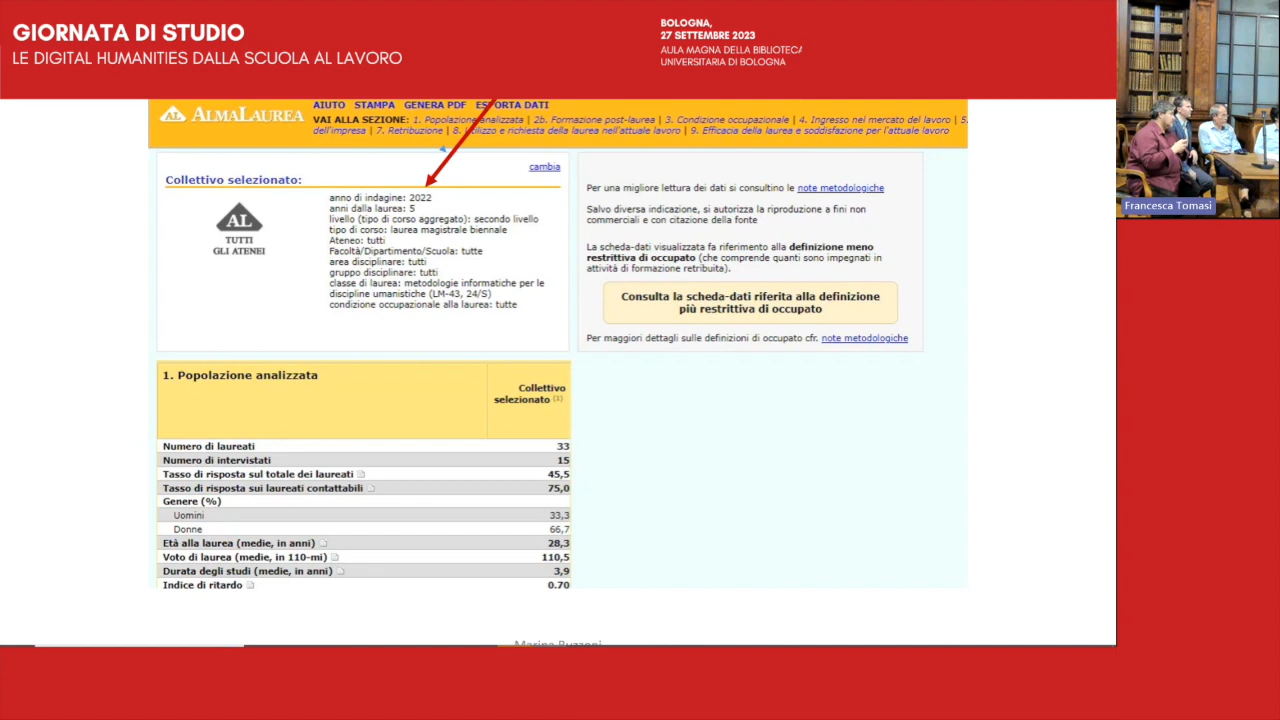 GIORNATA DI STUDIO
LE DIGITAL HUMANITIES DALLA SCUOLA AL LAVORO
BOLOGNA,
27 SETTEMBRE 2023
AULA MAGNA DELLA BIBLIOTECA
UNIVERSITARIA DI BOLOGNA
Francesca Tomasi
AL ALMALAUREA
AIUTO STAMPA GENERA PDF ESPORTA DATI
VAI ALLA SEZIONE: 1. Popolazione analizzata | 2b. Formazione post-laurea | 3. Condizione occupazionale | 4. Ingresso nel mercato del lavoro | 5.
dell'impresa | 7. Retribuzione | 8. Utilizzo e richiesta della laurea nell'attuale lavoro | 9. Efficacia della laurea e soddisfazione per l'attuale lavoro
cambia
Collettivo selezionato:
AL
TUTTI
GLI ATENEI
anno di indagine: 2022
anni dalla laurea: 5
livello (tipo di corso aggregato): secondo livello
tipo di corso: laurea magistrale biennale
Ateneo: tutti
Facoltà/Dipartimento/Scuola: tutte
area disciplinare: tutti
gruppo disciplinare: tutti
classe di laurea: metodologie informatiche per le
discipline umanistiche (LM-43, 24/S)
condizione occupazionale alla laurea: tutte
Per una migliore lettura dei dati si consultino le note metodologiche
Salvo diversa indicazione, si autorizza la riproduzione a fini non
commerciali e con citazione della fonte
La scheda-dati visualizzata fa riferimento alla definizione meno
restrittiva di occupato (che comprende quanti sono impegnati in
attività di formazione retribuita).
Consulta la scheda-dati riferita alla definizione
più restrittiva di occupato
Per maggiori dettagli sulle definizioni di occupato cfr. note metodologiche
1. Popolazione analizzata
Collettivo
selezionato (1)
Numero di laureati 33
Numero di intervistati 15
Tasso di risposta sul totale dei laureati 45,5
Tasso di risposta sui laureati contattabili 75,0
Genere (%)
Uomini 33,3
Donne 66,7
Età alla laurea (medie, in anni) 28,3
Voto di laurea (medie, in 110-mi) 110,5
Durata degli studi (medie, in anni) 3,9
Indice di ritardo 0.70
Marina Buzzoni